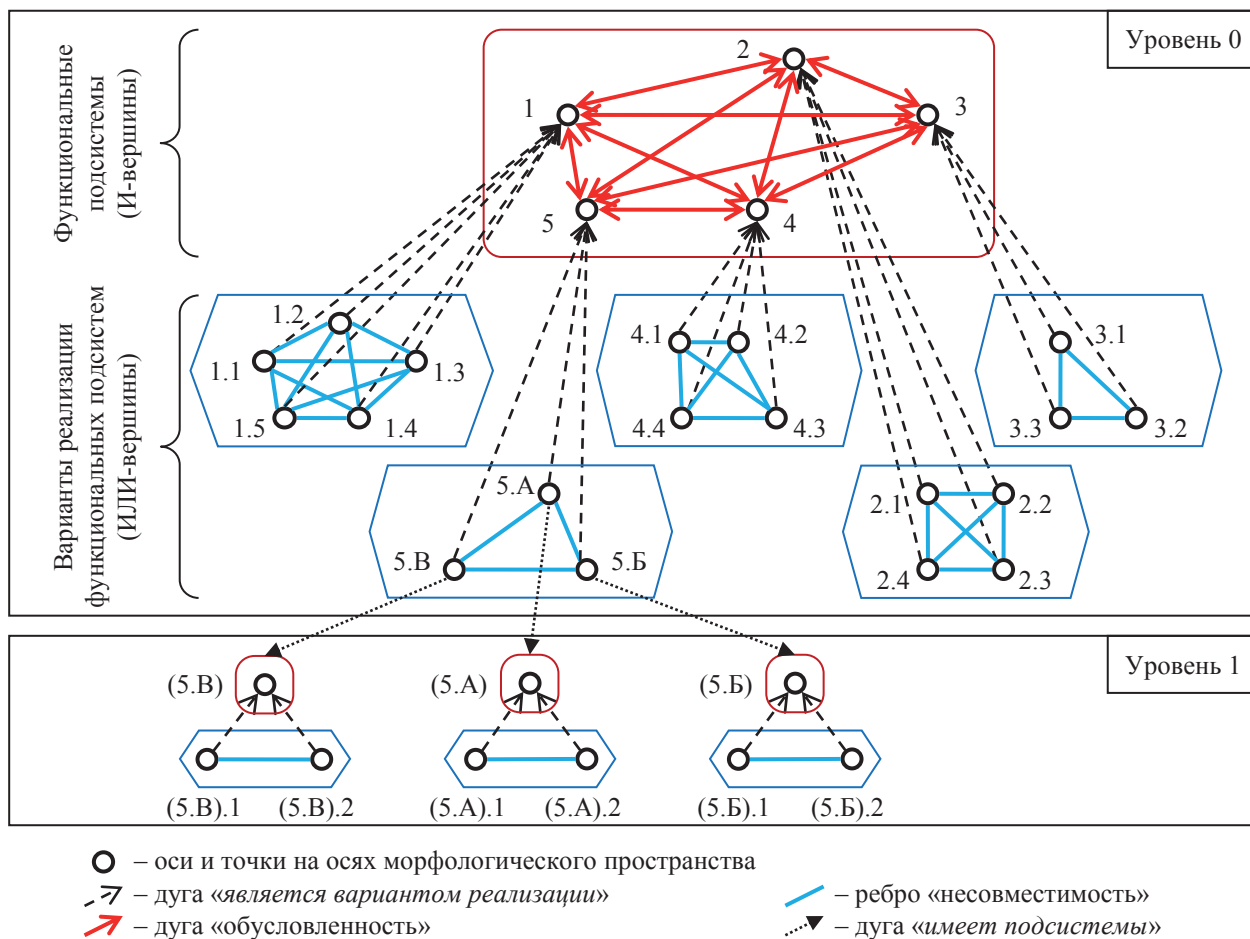 Уровень 0
Функциональные
подсистемы
(И-вершины)
2
1
3
5
4
Варианты реализации
функциональных подсистем
(ИЛИ-вершины)
1.2
1.1
1.3
1.5
1.4
4.1
4.2
4.4
4.3
3.1
3.3
3.2
5.А
5.В
5.Б
2.1
2.2
2.4
2.3
Уровень 1
(5.В)
(5.А)
(5.Б)
(5.В).1 (5.В).2
(5.А).1 (5.А).2
(5.Б).1 (5.Б).2
– оси и точки на осях морфологического пространства
– дуга «является вариантом реализации»
– ребро «несовместимость»
– дуга «обусловленность»
– дуга «имеет подсистемы»